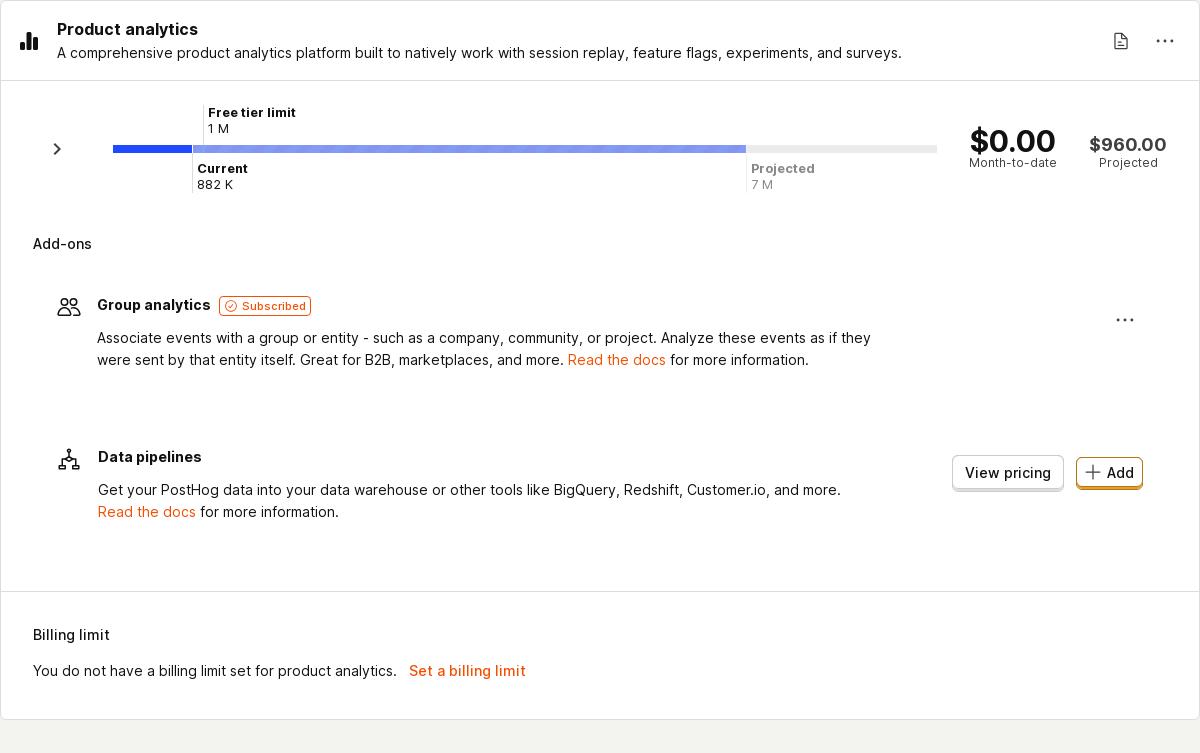 Product analytics
A comprehensive product analytics platform built to natively work with session replay, feature flags, experiments, and surveys.
Free tier limit
1 M
Current
882 K
Projected
7 M
$0.00
Month-to-date
$960.00
Projected
Add-ons
Group analytics Subscribed
Associate events with a group or entity - such as a company, community, or project. Analyze these events as if they
were sent by that entity itself. Great for B2B, marketplaces, and more. Read the docs for more information.
Data pipelines
Get your PostHog data into your data warehouse or other tools like BigQuery, Redshift, Customer.io, and more.
Read the docs for more information.
View pricing
Add
Billing limit
You do not have a billing limit set for product analytics. Set a billing limit